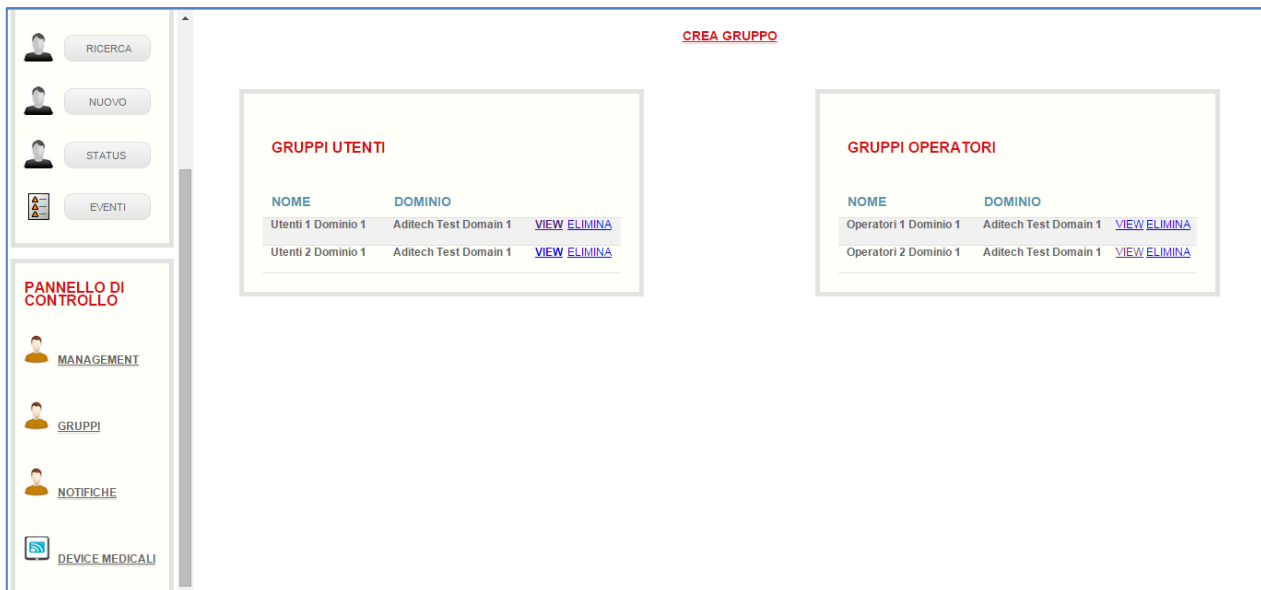 RICERCA
NUOVO
STATUS
EVENTI
PANNELLO DI
CONTROLLO
MANAGEMENT
GRUPPI
NOTIFICHE
DEVICE MEDICALI
CREA GRUPPO
GRUPPI UTENTI
NOME DOMINIO
Utenti 1 Dominio 1 Aditech Test Domain 1 VIEW ELIMINA
Utenti 2 Dominio 1 Aditech Test Domain 1 VIEW ELIMINA
GRUPPI OPERATORI
NOME DOMINIO
Operatori 1 Dominio 1 Aditech Test Domain 1 VIEW ELIMINA
Operatori 2 Dominio 1 Aditech Test Domain 1 VIEW ELIMINA